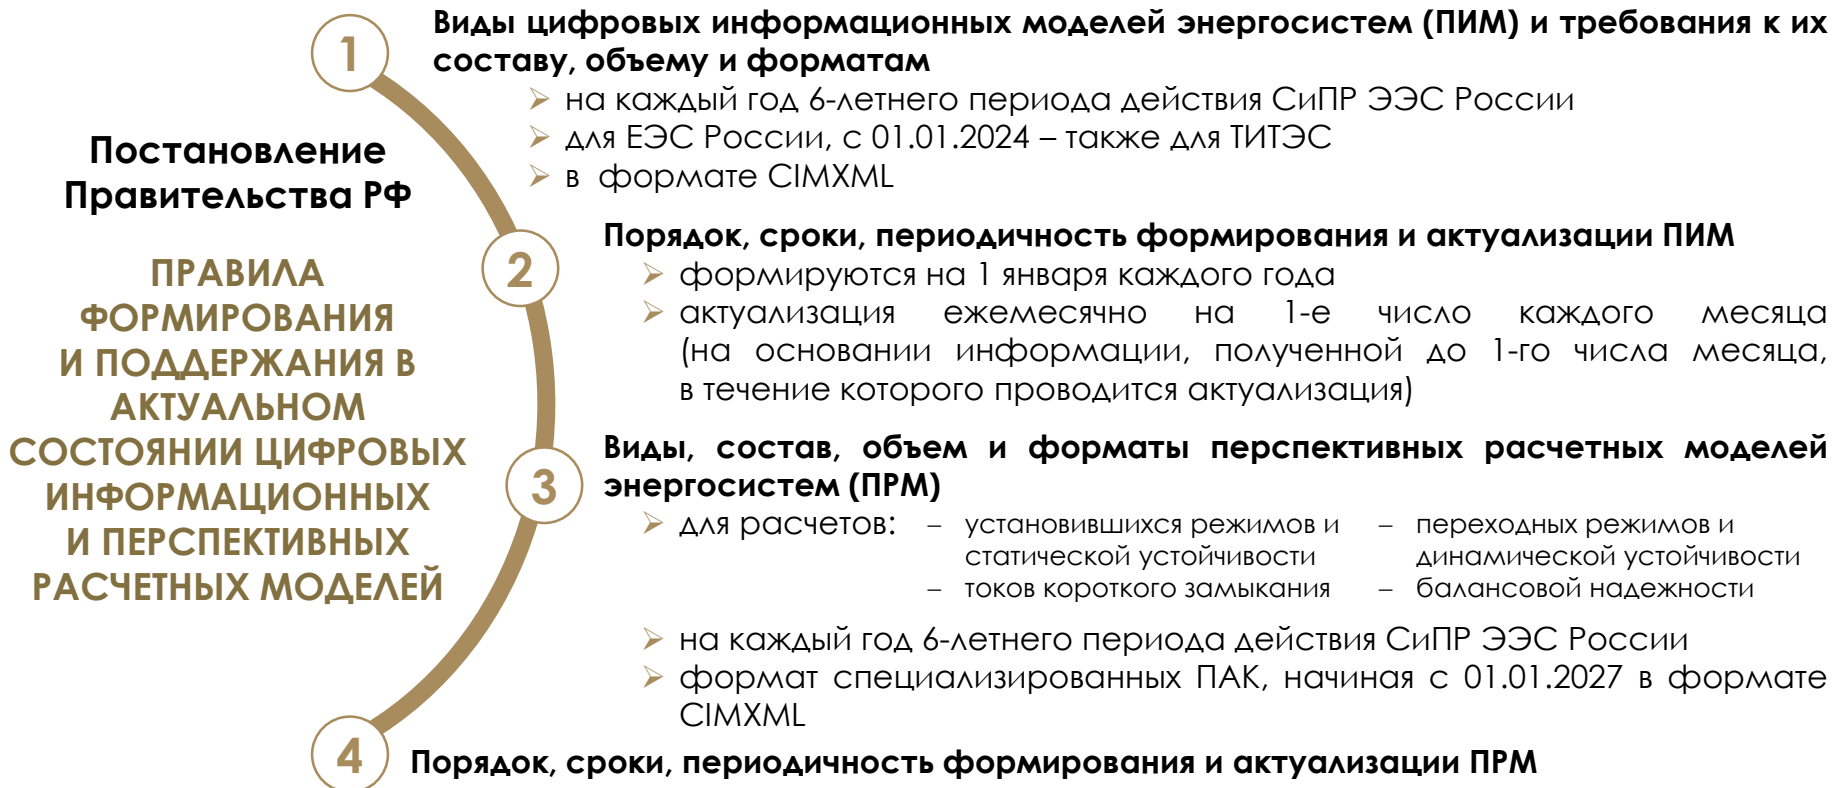 Постановление
Правительства РФ
ПРАВИЛА
ФОРМИРОВАНИЯ
И ПОДДЕРЖАНИЯ В
АКТУАЛЬНОМ
СОСТОЯНИИ ЦИФРОВЫХ
ИНФОРМАЦИОННЫХ
И ПЕРСПЕКТИВНЫХ
РАСЧЕТНЫХ МОДЕЛЕЙ
1
Виды цифровых информационных моделей энергосистем (ПИМ) и требования к их
составу, объему и форматам
➢ на каждый год 6-летнего периода действия СиПР ЭЭС России
➢ для ЕЭС России, с 01.01.2024 – также для ТИТЭС
➢ в формате CIMXML
2
Порядок, сроки, периодичность формирования и актуализации ПИМ
➢ формируются на 1 января каждого года
➢ актуализация ежемесячно на 1-е число каждого месяца
(на основании информации, полученной до 1-го числа месяца,
в течение которого проводится актуализация)
3
Виды, состав, объем и форматы перспективных расчетных моделей
энергосистем (ПРМ)
➢ для расчетов:
– установившихся режимов и
статической устойчивости
– токов короткого замыкания
– переходных режимов и
динамической устойчивости
– балансовой надежности
➢ на каждый год 6-летнего периода действия СиПР ЭЭС России
➢ формат специализированных ПАК, начиная с 01.01.2027 в формате
CIMXML
4
Порядок, сроки, периодичность формирования и актуализации ПРМ